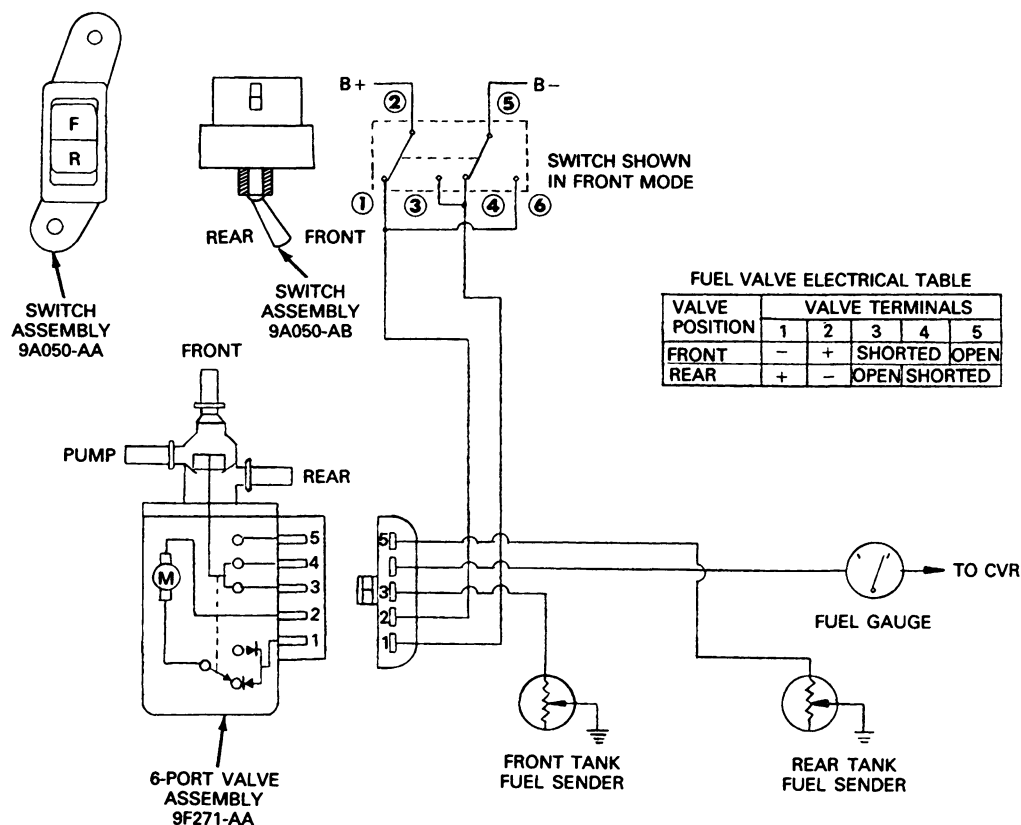 F
R
SWITCH
ASSEMBLY
9A050-AA
REAR
FRONT
SWITCH
ASSEMBLY
9A050-AB
B+
B-
2
5
1
3
4
6
SWITCH SHOWN
IN FRONT MODE
FUEL VALVE ELECTRICAL TABLE
VALVE POSITION VALVE TERMINALS
1 2 3 4 5
FRONT - + SHORTED OPEN
REAR + - OPEN SHORTED
FRONT
PUMP
REAR
M
5
4
3
2
1
6-PORT VALVE
ASSEMBLY
9F271-AA
5
3
2
1
TO CVR
FUEL GAUGE
FRONT TANK
FUEL SENDER
REAR TANK
FUEL SENDER